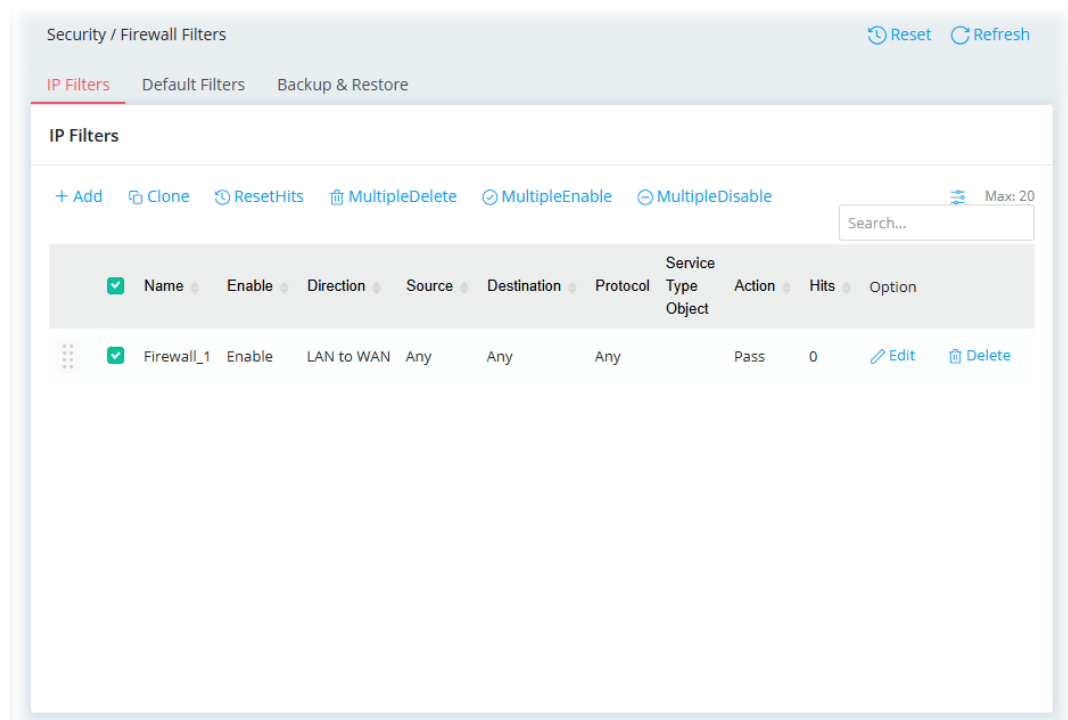 Security / Firewall Filters Reset Refresh
IP Filters Default Filters Backup & Restore
IP Filters
+ Add Clone ResetHits MultipleDelete MultipleEnable MultipleDisable Max: 20
Search...
Name Enable Direction Source Destination Protocol Service Type Object Action Hits Option
Firewall_1 Enable LAN to WAN Any Any Any Pass 0 Edit Delete